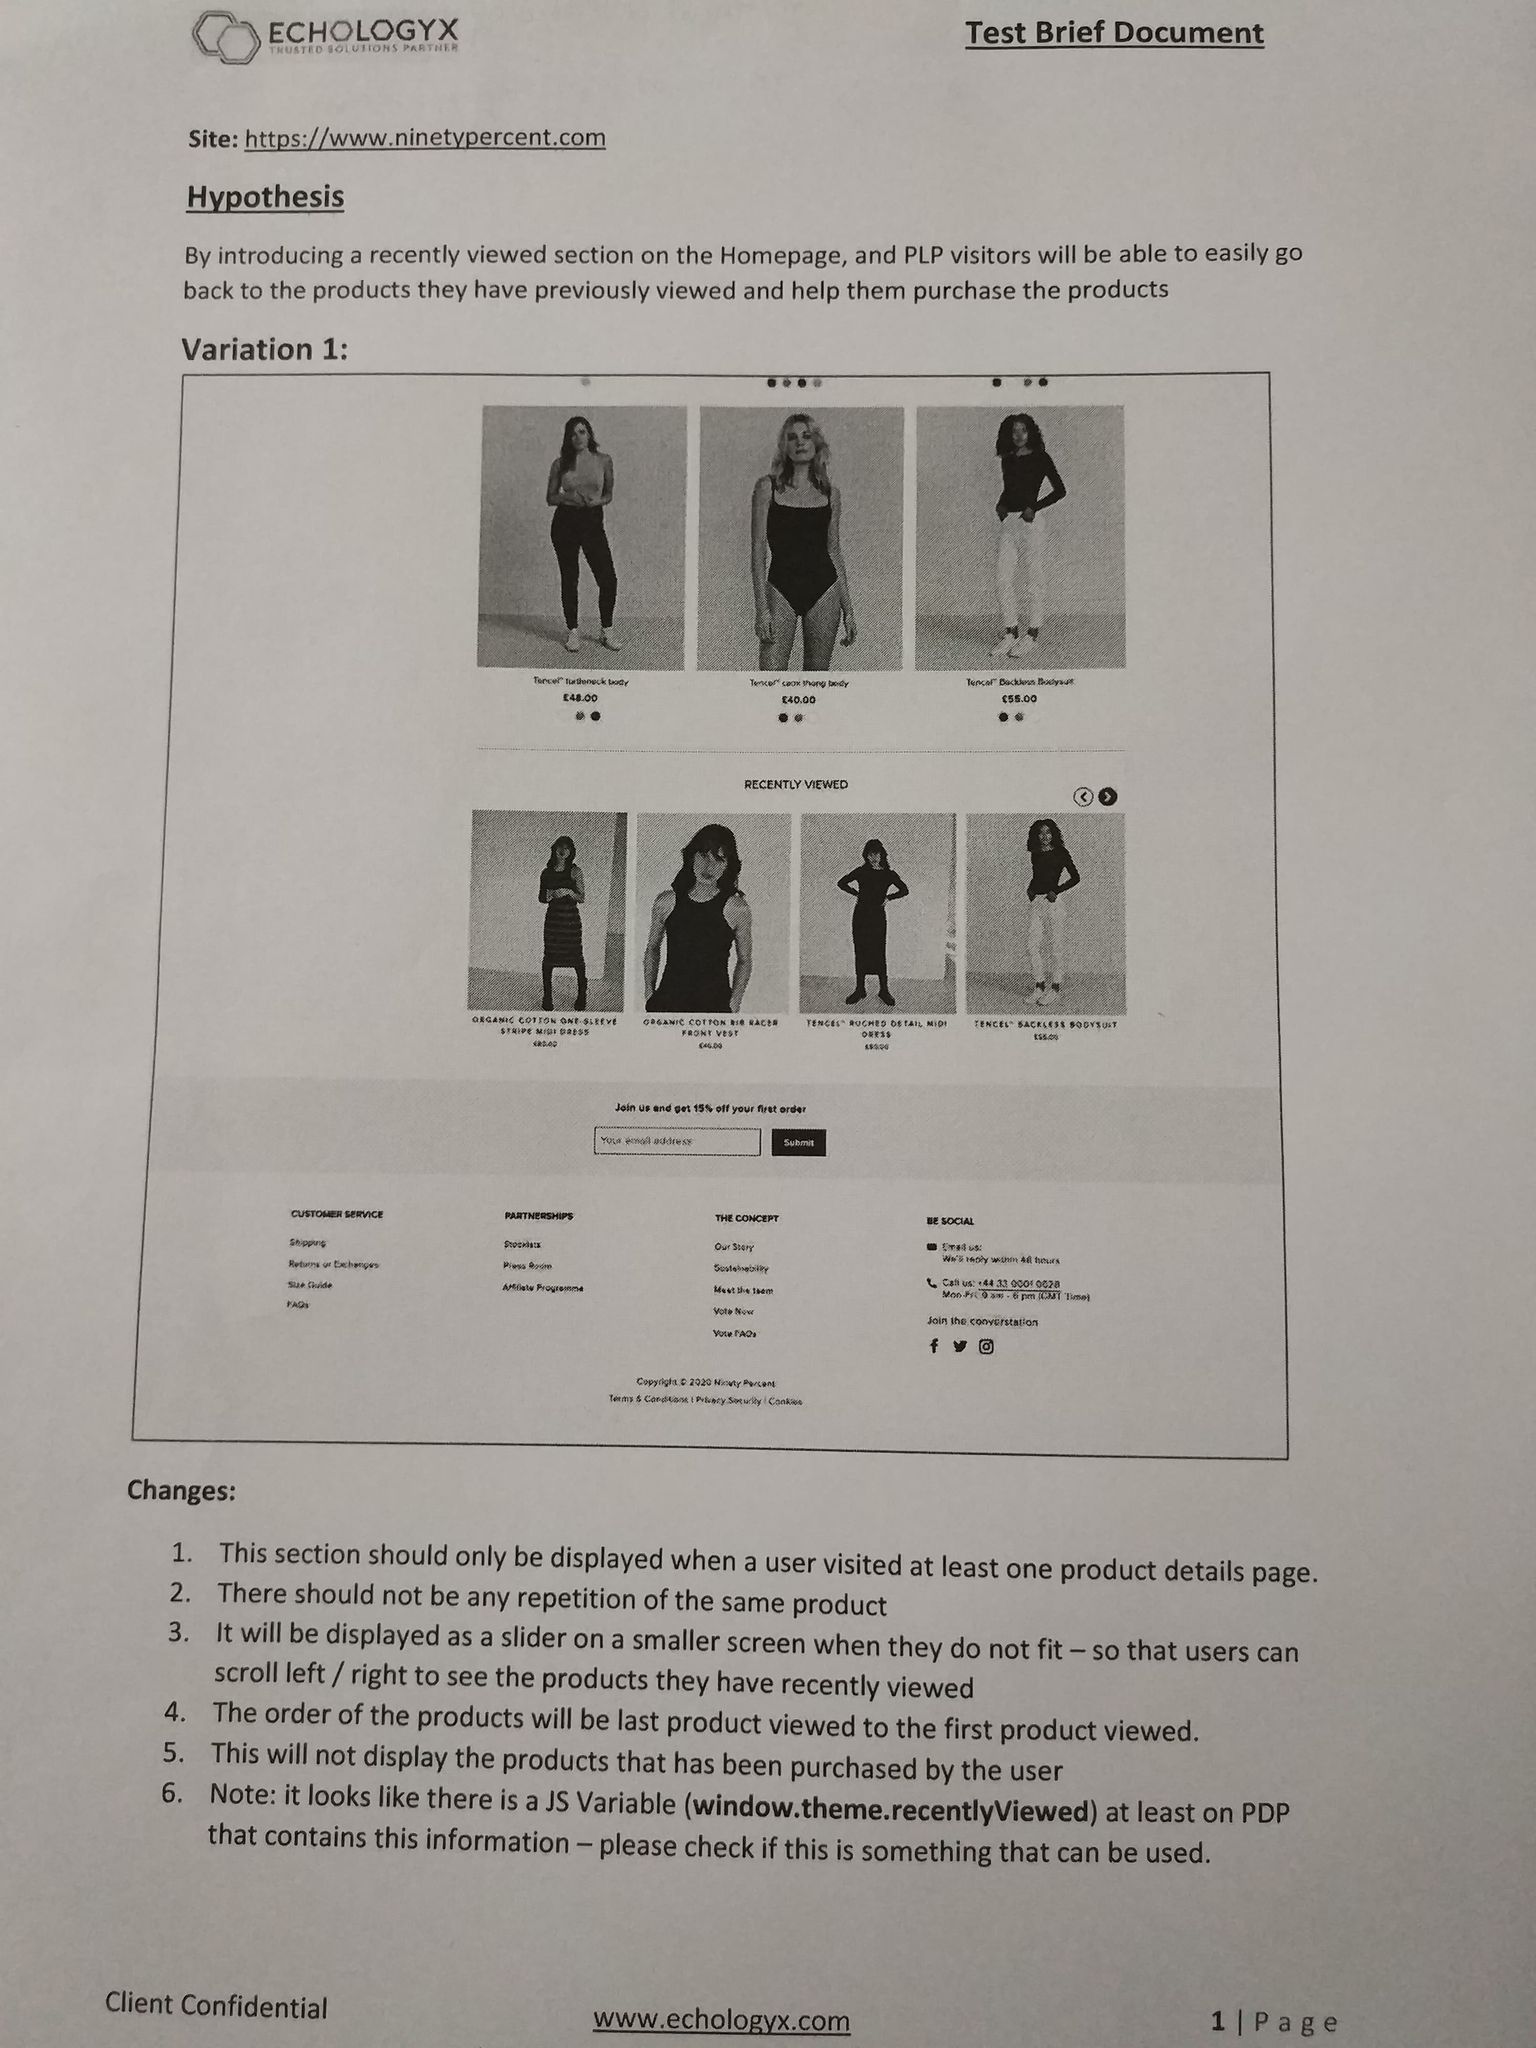 ECHOLOGYX
TRUSTED SOLUTIONS PARTNER
Test Brief Document
Site: https://www.ninetypercent.com
Hypothesis
By introducing a recently viewed section on the Homepage, and PLP visitors will be able to easily go
back to the products they have previously viewed and help them purchase the products
Variation 1:
Tencel™ turtleneck body
£48.00
Tencel™ thong body
£40.00
Tencel™ Backless Bodysuit
£55.00
RECENTLY VIEWED
ORGANIC COTTON ONE-SLEEVE
STRIPE MIDI DRESS
ORGANIC COTTON RIB RACER
FRONT VEST
TENCEL™ RUCHED DETAIL MIDI
DRESS
TENCEL™ BACKLESS BODYSUIT
£55.00
Join us and get 15% off your first order
Your email address
Submit
CUSTOMER SERVICE
Shipping
Returns or Exchanges
Size Guide
FAQs
PARTNERSHIPS
Stockists
Press Room
Affiliate Programme
THE CONCEPT
Our Story
Sustainability
Meet the team
Vote Now
Vote FAQs
BE SOCIAL
Email us:
We'll reply within 48 hours
Call us: +44 33 0001 0028
Mon-Fri: 9 am - 6 pm (GMT Time)
Join the converstation
Copyright © 2020 Ninety Percent
Terms & Conditions | Privacy Security | Cookies
Changes:
1. This section should only be displayed when a user visited at least one product details page.
2. There should not be any repetition of the same product
3. It will be displayed as a slider on a smaller screen when they do not fit – so that users can
scroll left / right to see the products they have recently viewed
4. The order of the products will be last product viewed to the first product viewed.
5. This will not display the products that has been purchased by the user
6. Note: it looks like there is a JS Variable (window.theme.recentlyViewed) at least on PDP
that contains this information – please check if this is something that can be used.
Client Confidential
www.echologyx.com
1 | Page